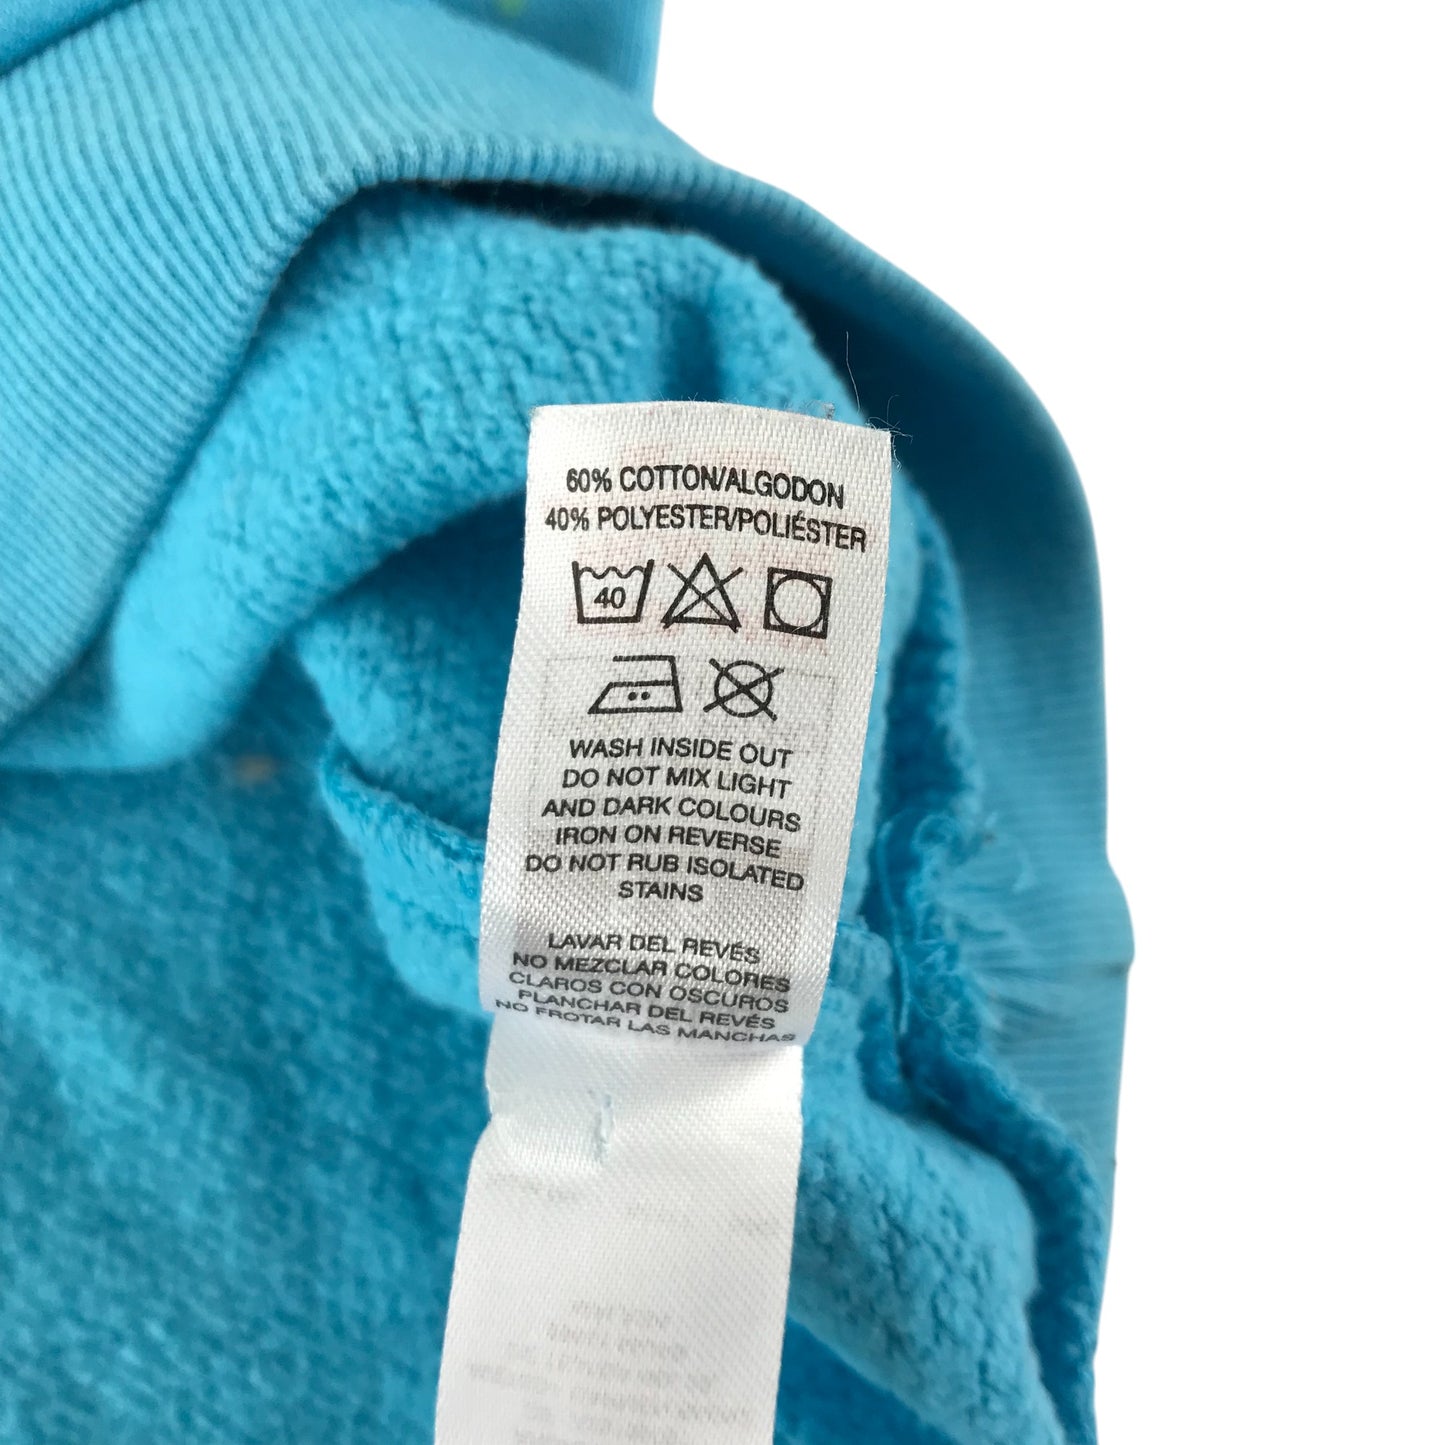 60% COTTON/ALGODON
40% POLYESTER/POLIÉSTER
40
WASH INSIDE OUT
DO NOT MIX LIGHT
AND DARK COLOURS
IRON ON REVERSE
DO NOT RUB ISOLATED
STAINS
LAVAR DEL REVÉS
NO MEZCLAR COLORES
CLAROS CON OSCUROS
PLANCHAR DEL REVÉS
NO FROTAR LAS MANCHAS